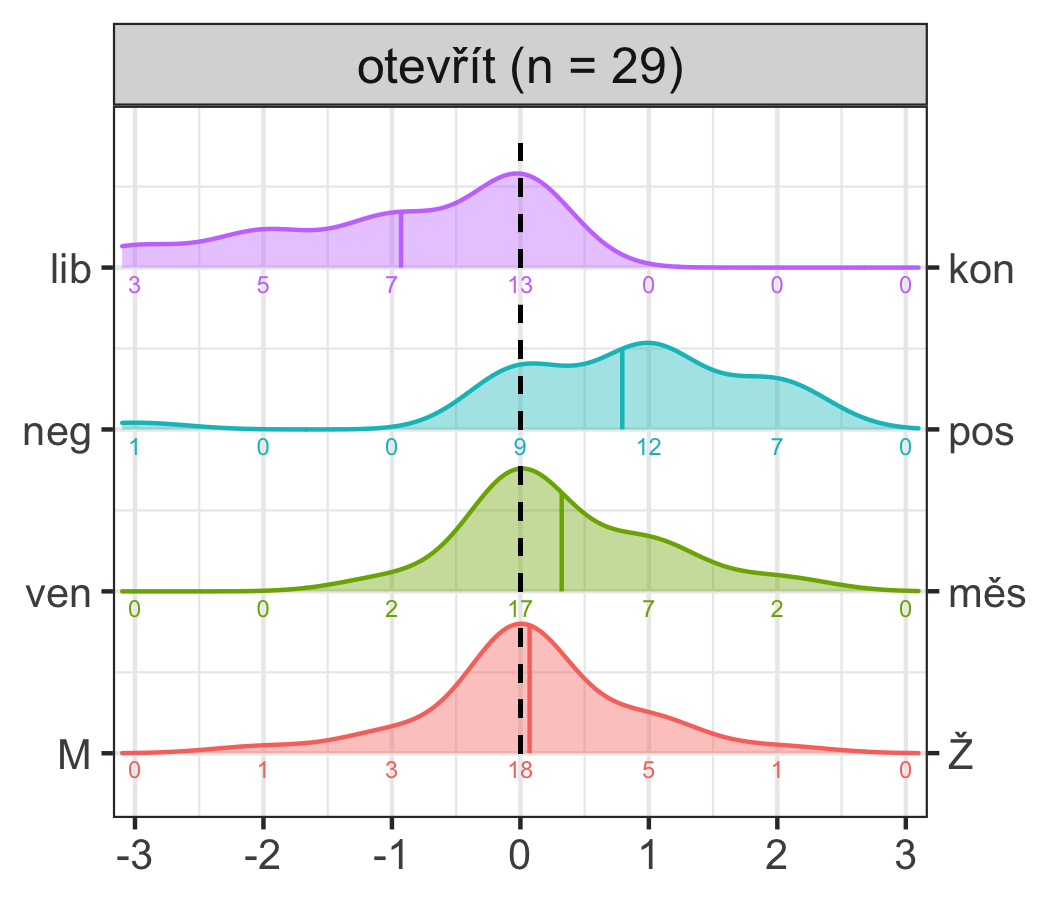 otevřít (n = 29)
lib kon
3 5 7 13 0 0 0
neg pos
1 0 0 9 12 7 0
ven měs
0 0 2 17 7 2 0
M Ž
0 1 3 18 5 1 0
-3 -2 -1 0 1 2 3